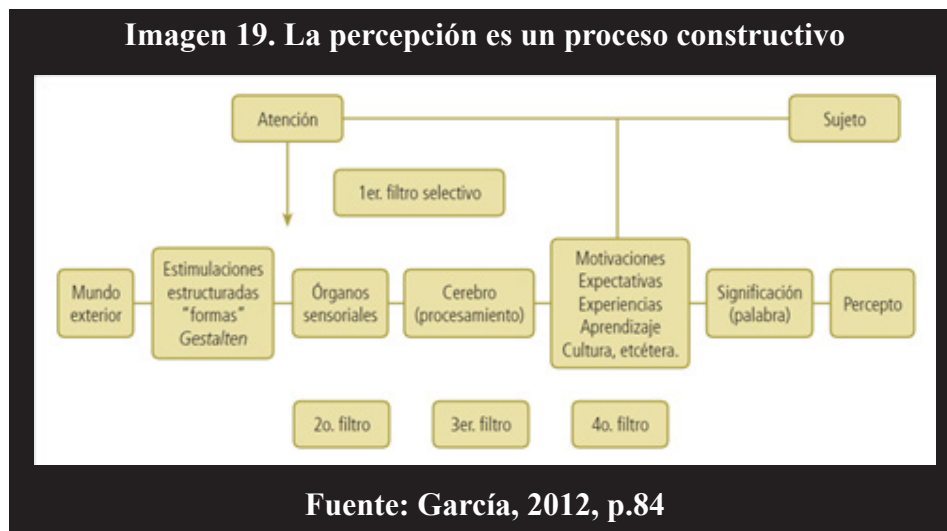 Imagen 19. La percepción es un proceso constructivo
Atención
Sujeto
1er. filtro selectivo
Mundo
exterior
Estimulaciones
estructuradas
"formas"
Gestalten
Órganos
sensoriales
Cerebro
(procesamiento)
Motivaciones
Expectativas
Experiencias
Aprendizaje
Cultura, etcétera.
Significación
(palabra)
Percepto
2o. filtro
3er. filtro
4o. filtro
Fuente: García, 2012, p.84